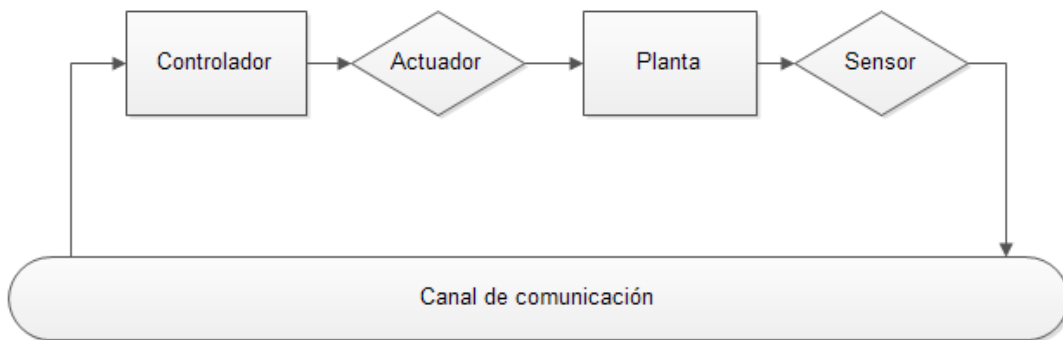 Controlador
Actuador
Planta
Sensor
Canal de comunicación